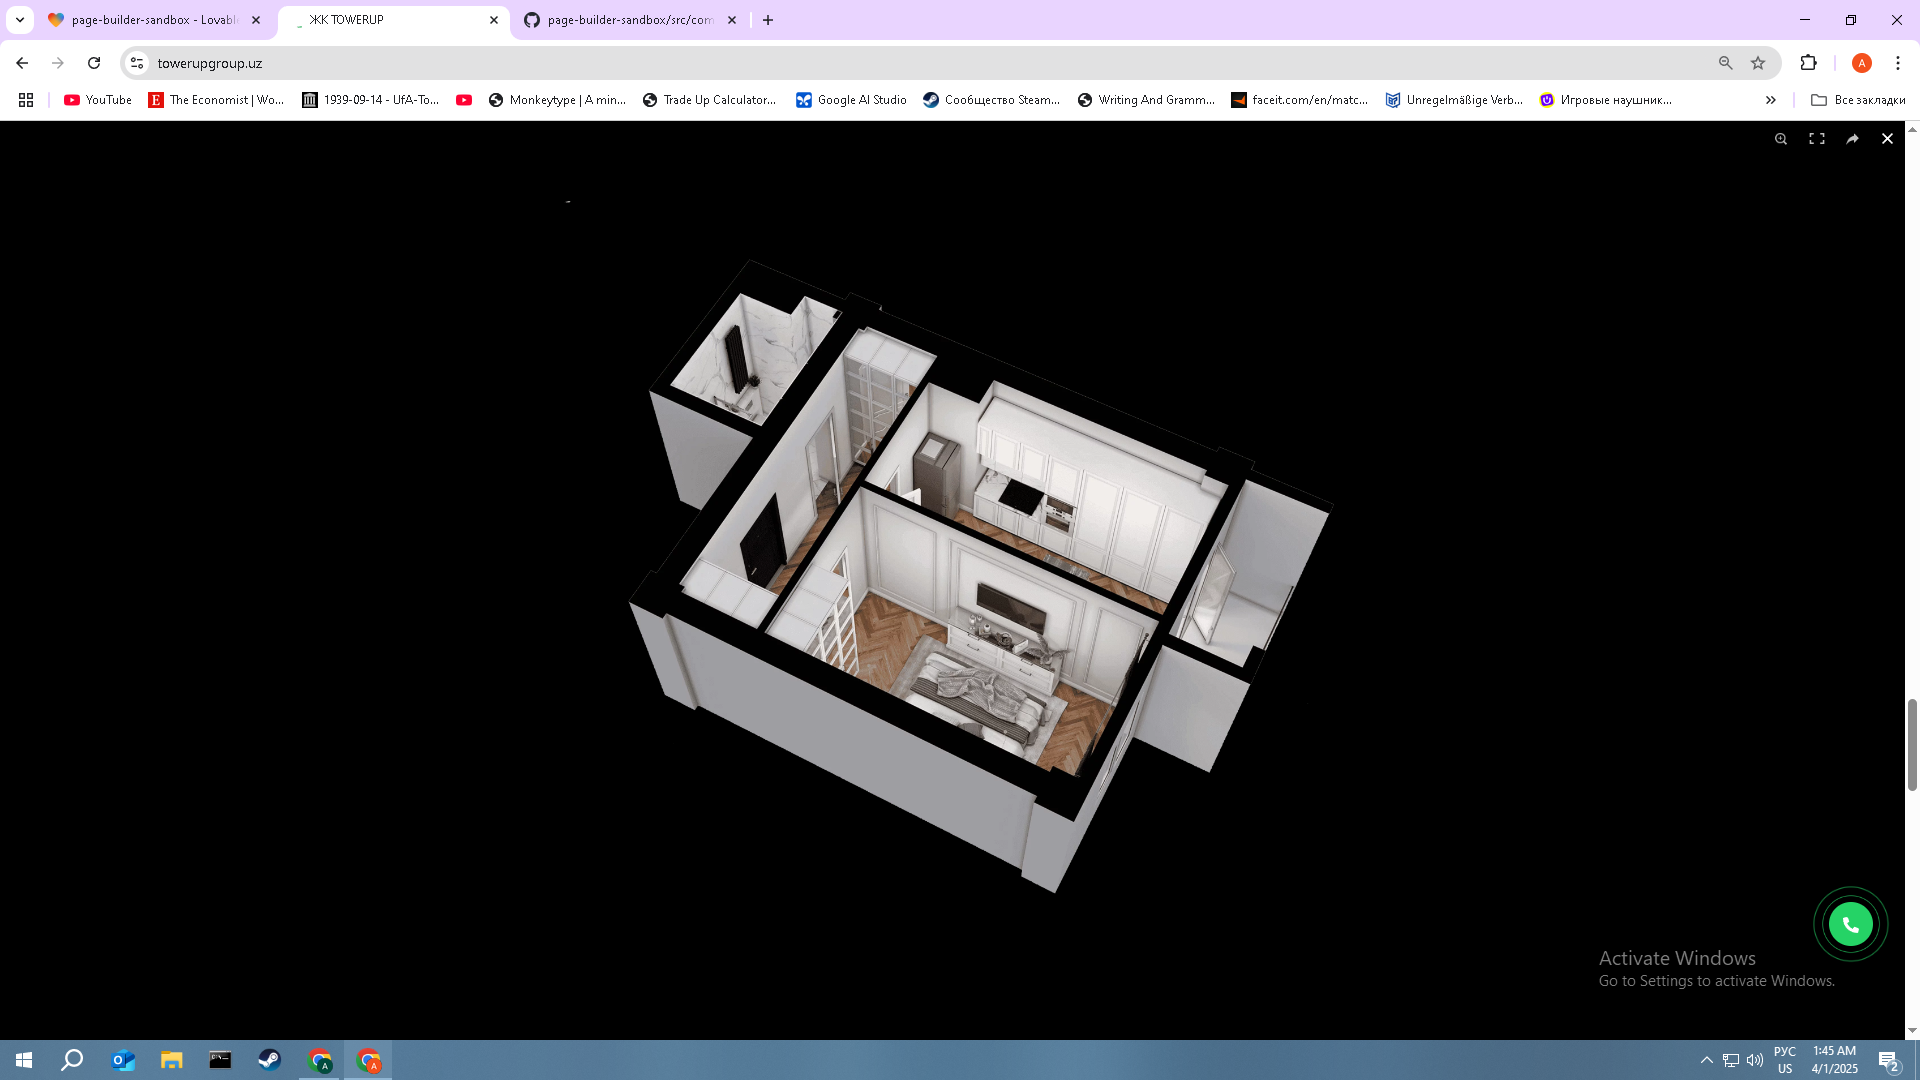 page-builder-sandbox - Lovabl
ЖК TOWERUP
page-builder-sandbox/src/com
towerupgroup.uz
A
YouTube
The Economist | Wo...
1939-09-14 - UfA-To...
Monkeytype | A min...
Trade Up Calculator...
Google AI Studio
Сообщество Steam...
Writing And Gramm...
faceit.com/en/matc...
Unregelmäßige Verb...
Игровые наушник...
Все закладки
Activate Windows
Go to Settings to activate Windows.
РУС
US
1:45 AM
4/1/2025
2